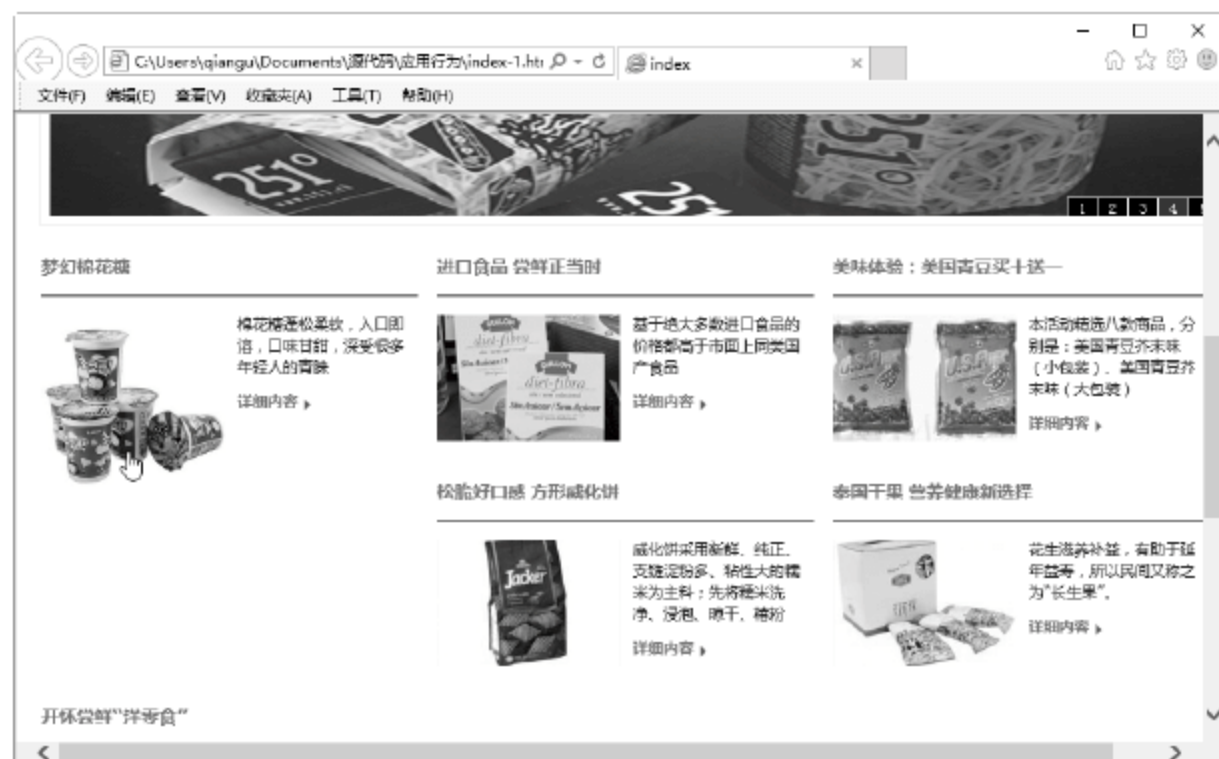 C:\Users\qiangu\Documents\源代码\应用行为\index-1.ht
index
文件(F) 编辑(E) 查看(V) 收藏夹(A) 工具(T) 帮助(H)
251°
251°
251
1 2 3 4
梦幻棉花糖
棉花糖蓬松柔软，入口即
溶，口味甘甜，深受很多
年轻人的青睐
详细内容
进口食品 尝鲜正当时
diet-fibra
diet-fibra
基于绝大多数进口食品的
价格都高于市面上同类国
产食品
详细内容
美味体验：美国青豆买十送一
本活动精选八款商品，分
别是：美国青豆芥末味
（小包装）、美国青豆芥
末味（大包装）
详细内容
松脆好口感 方形威化饼
Jacker
威化饼采用新鲜、纯正、
支链淀粉多、粘性大的糯
米为主料；先将糯米洗
净、浸泡、晾干、精粉
详细内容
泰国干果 营养健康新选择
花生滋养补益，有助于延
年益寿，所以民间又称之
为“长生果”。
详细内容
开怀尝鲜“洋零食”